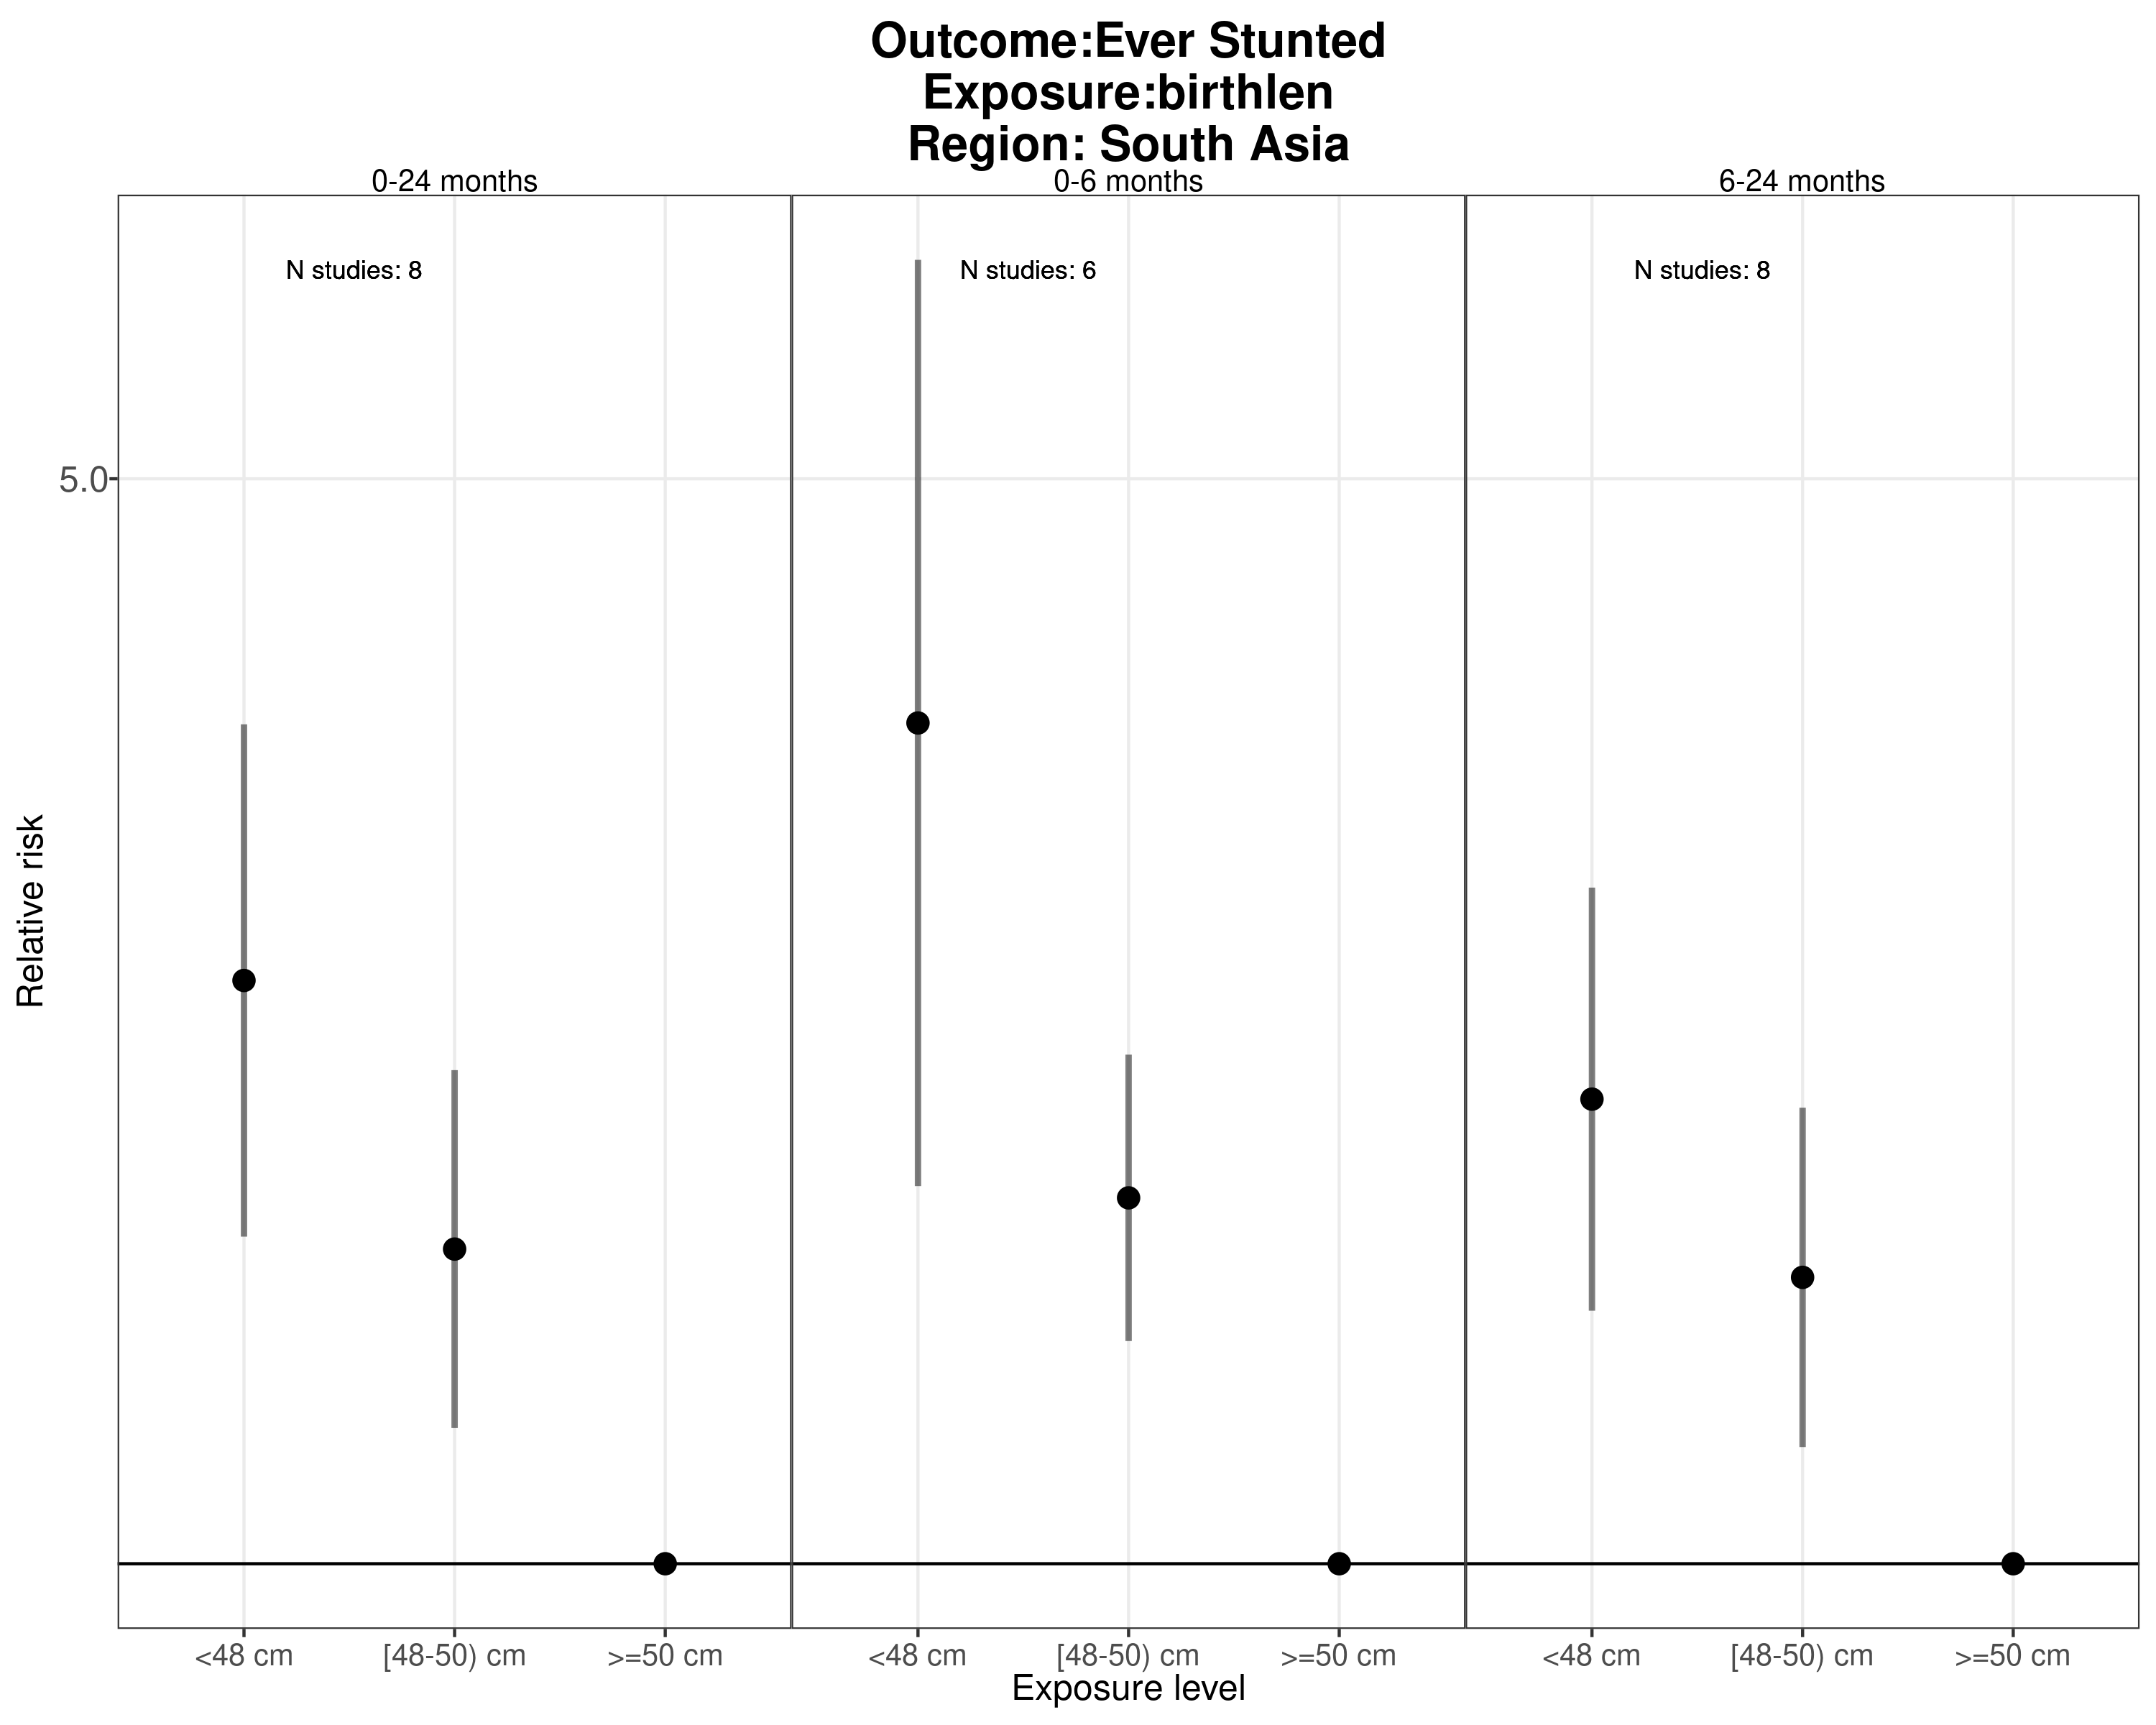 Outcome:Ever Stunted
Exposure:birthlen
Region: South Asia
0-24 months
0-6 months
6-24 months
N studies: 8
N studies: 6
N studies: 8
5.0
Relative risk
<48 cm
[48-50) cm
>=50 cm
<48 cm
[48-50) cm
>=50 cm
<48 cm
[48-50) cm
>=50 cm
Exposure level